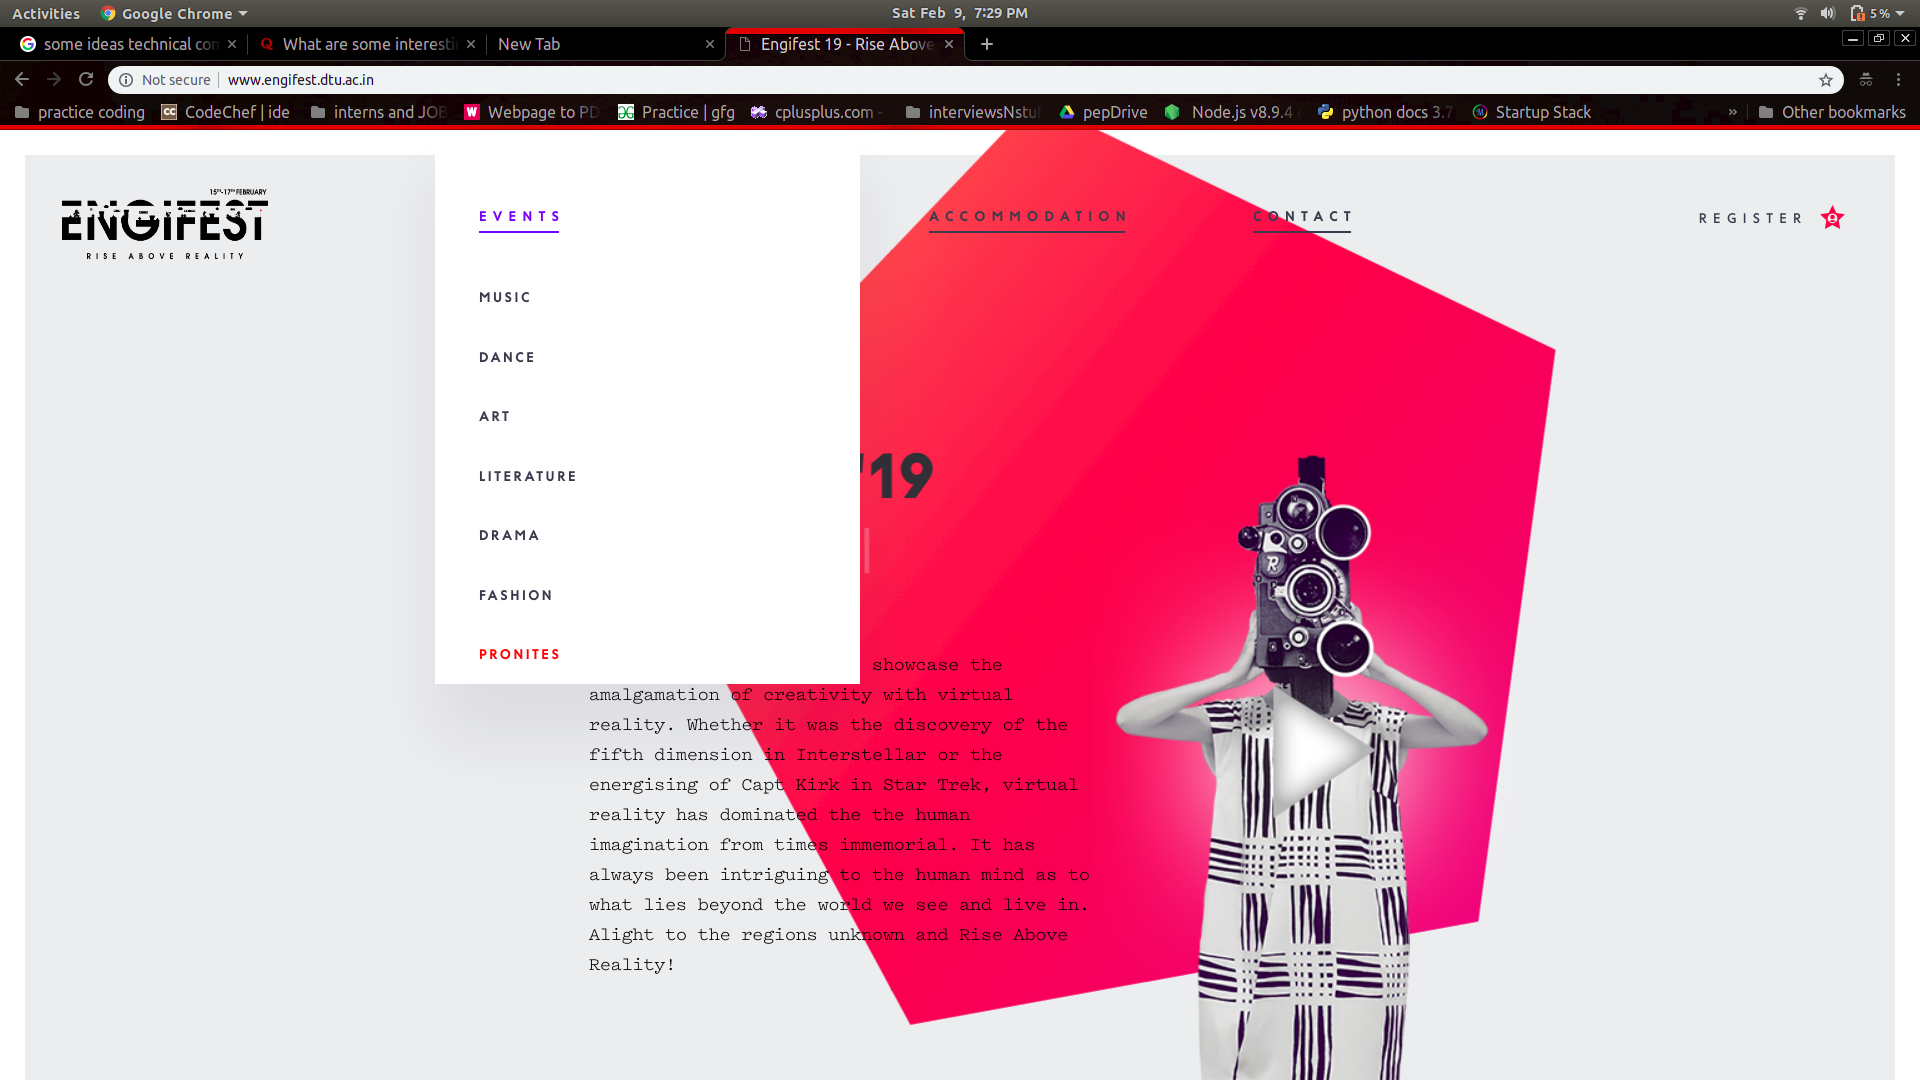 Activities Google Chrome Sat Feb 9, 7:29 PM 5%
some ideas technical con What are some interestin New Tab Engifest 19 - Rise Above
Not secure www.engifest.dtu.ac.in
practice coding CodeChef | ide interns and JOB Webpage to PD Practice | gfg cplusplus.com - interviewsNstuf pepDrive Node.js v8.9.4 python docs 3.7 Startup Stack » Other bookmarks
15TH-17TH FEBRUARY
ENGIFEST
RISE ABOVE REALITY
EVENTS ACCOMMODATION CONTACT REGISTER
MUSIC
DANCE
ART
LITERATURE
'19
DRAMA
FASHION
PRONITES
showcase the
amalgamation of creativity with virtual
reality. Whether it was the discovery of the
fifth dimension in Interstellar or the
energising of Capt Kirk in Star Trek, virtual
reality has dominated the the human
imagination from times immemorial. It has
always been intriguing to the human mind as to
what lies beyond the world we see and live in.
Alight to the regions unknown and Rise Above
Reality!